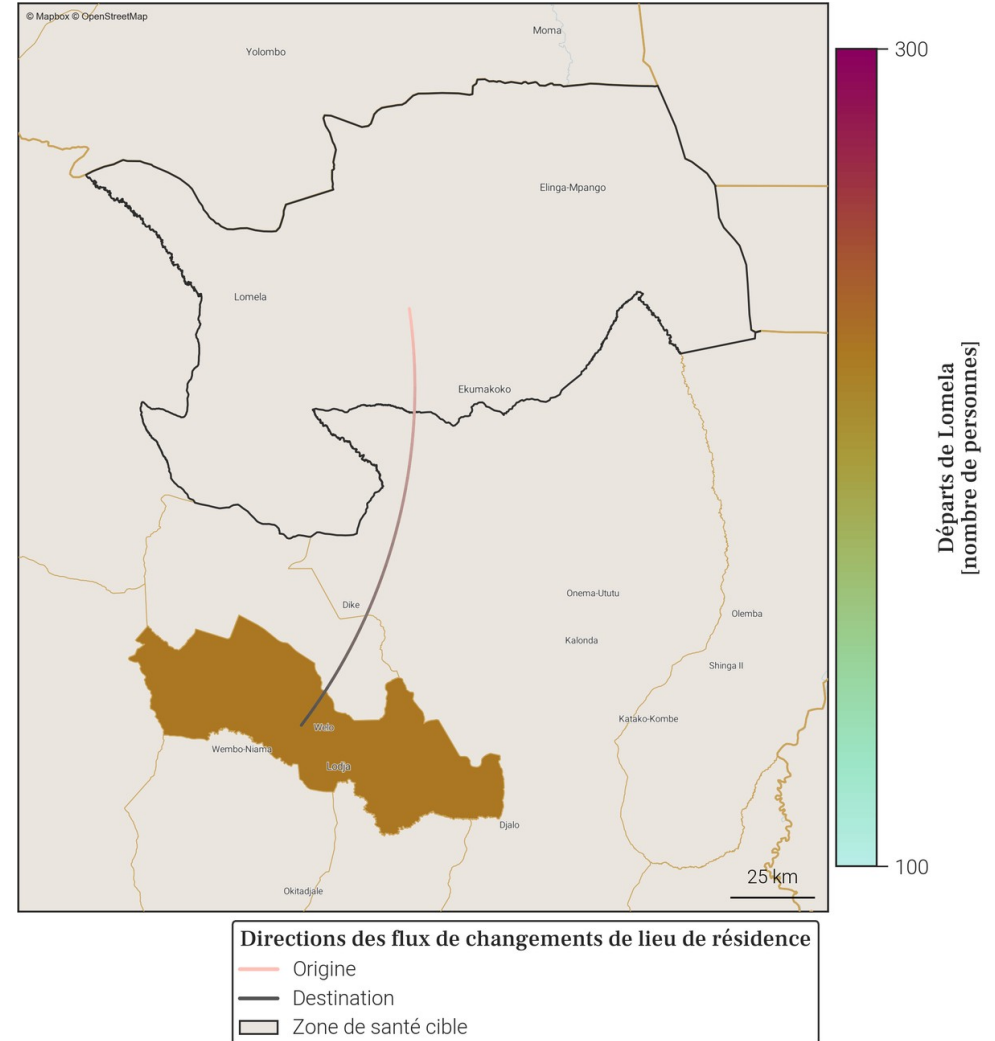 © Mapbox © OpenStreetMap
Moma
Yolombo
Elinga-Mpango
Lomela
Ekumakoko
Onema-Ututu
Dike
Olemba
Kalonda
Shinga II
Katako-Kombe
Welo
Wembo-Niama
Lodja
Djalo
Okitadjale
25 km
300
100
Départs de Lomela
[nombre de personnes]
Directions des flux de changements de lieu de résidence
Origine
Destination
Zone de santé cible